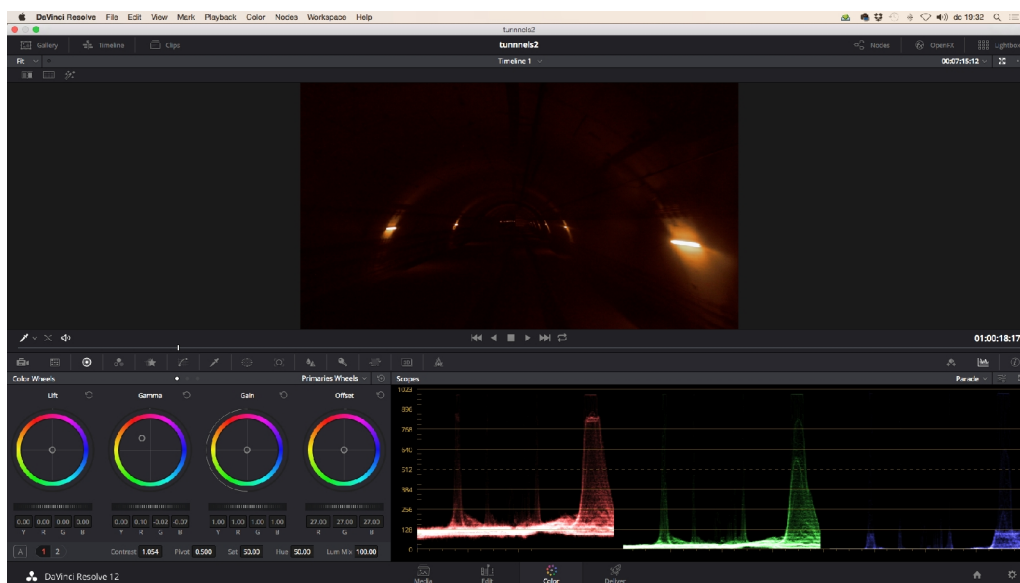 DaVinci Resolve File Edit View Mark Playback Color Nodes Workspace Help
dc 19:32
tunnnels2
Gallery Timeline Clips
tunnnels2
Nodes OpenFX Lightbox
Fit
Timeline 1
00:07:15:12
01:00:18:17
Color Wheels
Primaries Wheels
Scopes
Parade
Lift Gamma Gain Offset
1023
896
768
640
512
384
256
128
0
0.00 0.00 0.00 0.00
0.00 0.10 -0.02 -0.07
1.00 1.00 1.00 1.00
27.00 27.00 27.00
Y R G B
Y R G B
Y R G B
R G B
A 1 2
Contrast 1.054 Pivot 0.500 Sat 50.00 Hue 50.00 Lum Mix 100.00
DaVinci Resolve 12
Media Edit Color Deliver